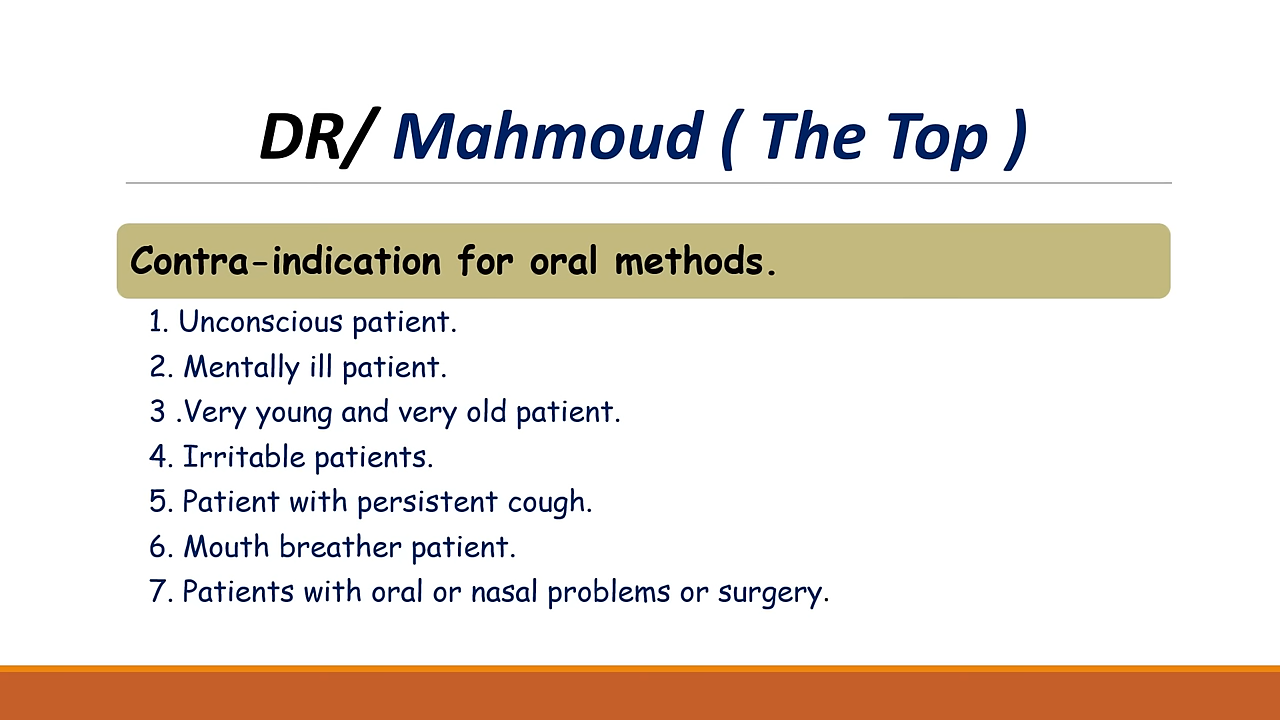 DR/ Mahmoud ( The Top )
Contra-indication for oral methods.
1. Unconscious patient.
2. Mentally ill patient.
3 .Very young and very old patient.
4. Irritable patients.
5. Patient with persistent cough.
6. Mouth breather patient.
7. Patients with oral or nasal problems or surgery.